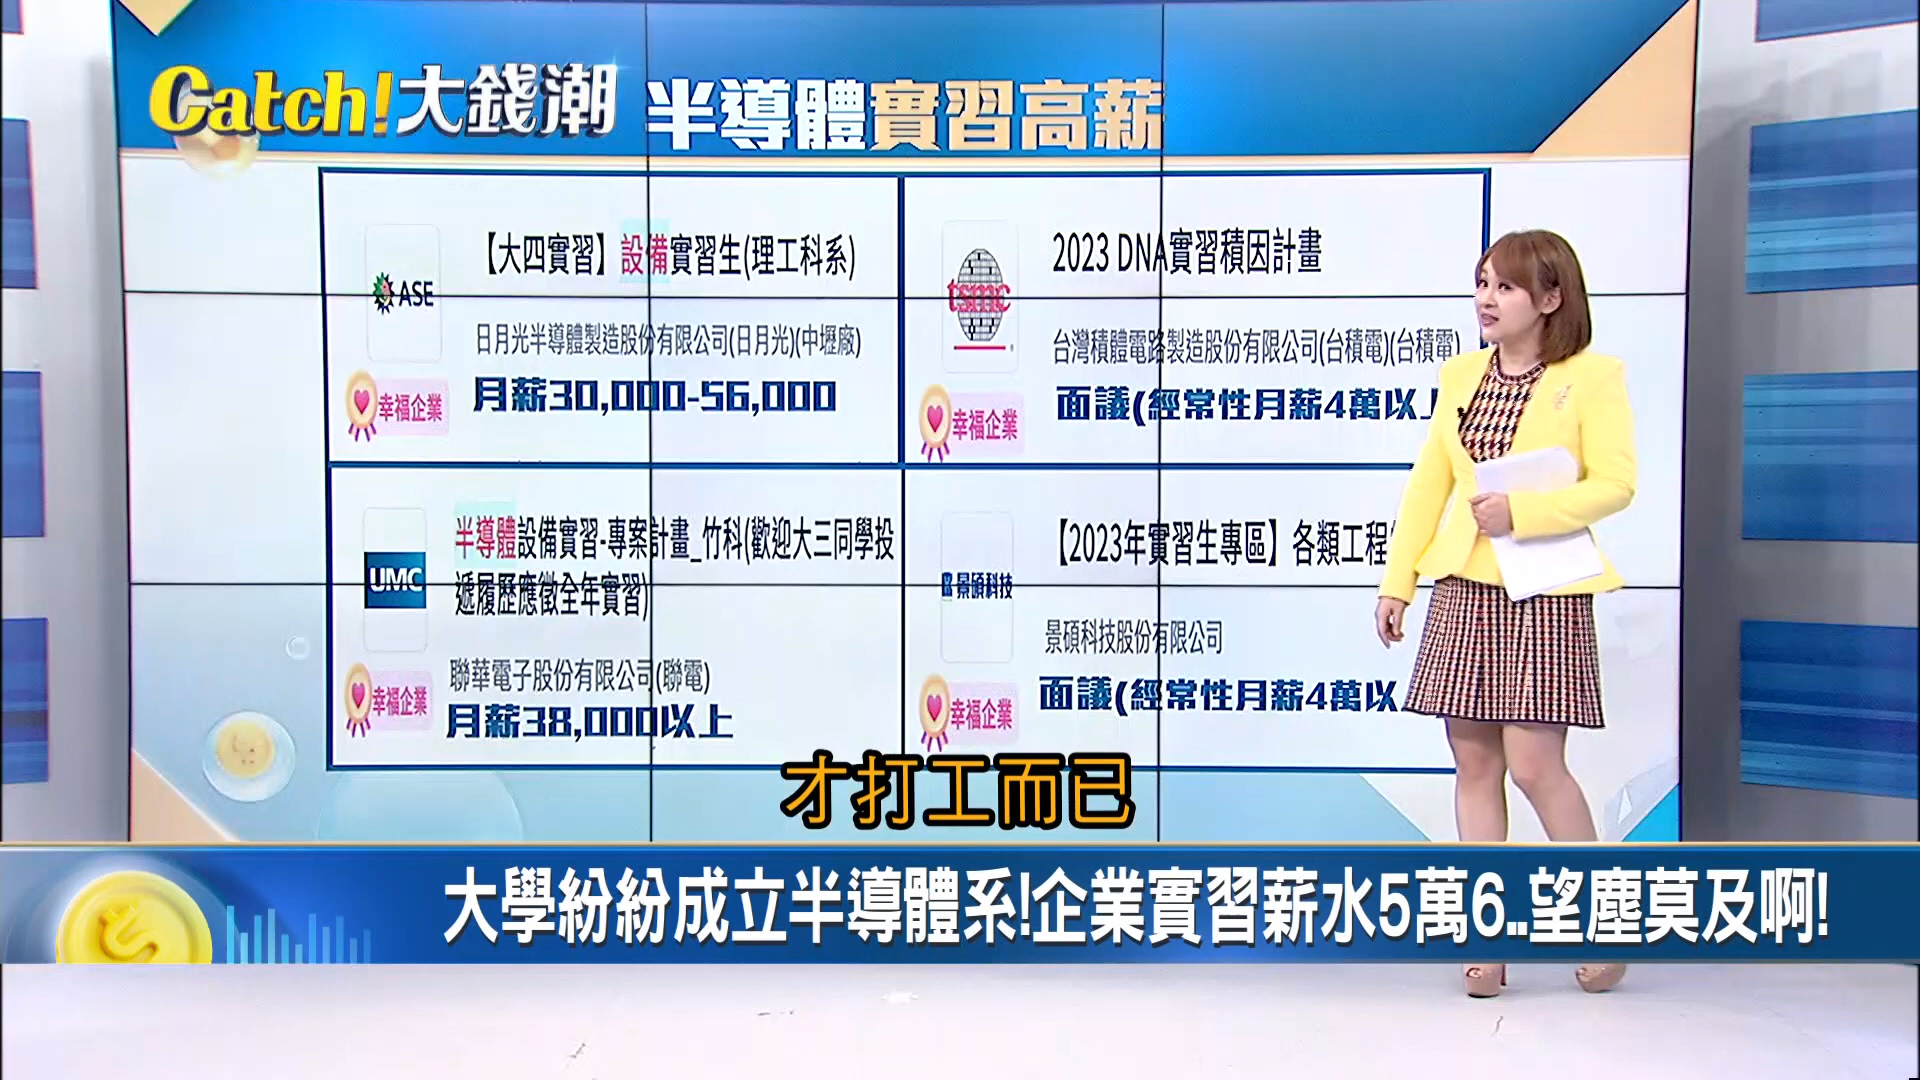 Catch!大錢潮 半導體實習高薪
【大四實習】設備實習生(理工科系)
ASE
日月光半導體製造股份有限公司(日月光)(中壢廠)
幸福企業
月薪30,000-56,000
2023 DNA實習積因計畫
tsmc
台灣積體電路製造股份有限公司(台積電)(台積電)
幸福企業
面議(經常性月薪4萬以上
半導體設備實習-專案計畫_竹科(歡迎大三同學投
遞履歷應徵全年實習)
UMC
聯華電子股份有限公司(聯電)
幸福企業
月薪38,000以上
【2023年實習生專區】各類工程
景碩科技
景碩科技股份有限公司
幸福企業
面議(經常性月薪4萬以
才打工而已
大學紛紛成立半導體系!企業實習薪水5萬6..望塵莫及啊!